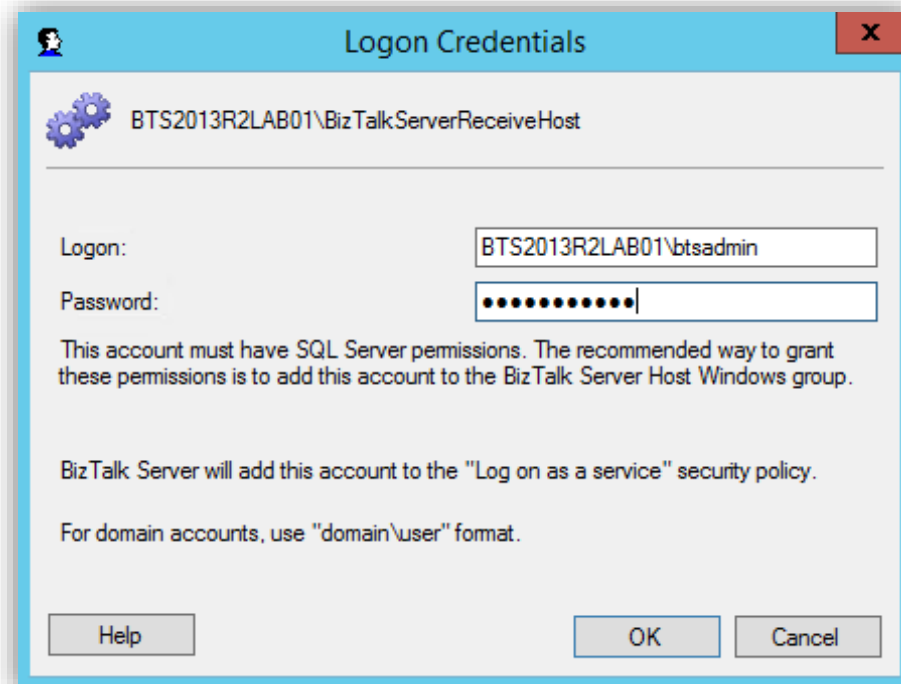 Logon Credentials
x
BTS2013R2LAB01\BizTalkServerReceiveHost
Logon:
BTS2013R2LAB01\btsadmin
Password:
●●●●●●●●●●●
This account must have SQL Server permissions. The recommended way to grant
these permissions is to add this account to the BizTalk Server Host Windows group.
BizTalk Server will add this account to the "Log on as a service" security policy.
For domain accounts, use "domain\user" format.
Help
OK
Cancel